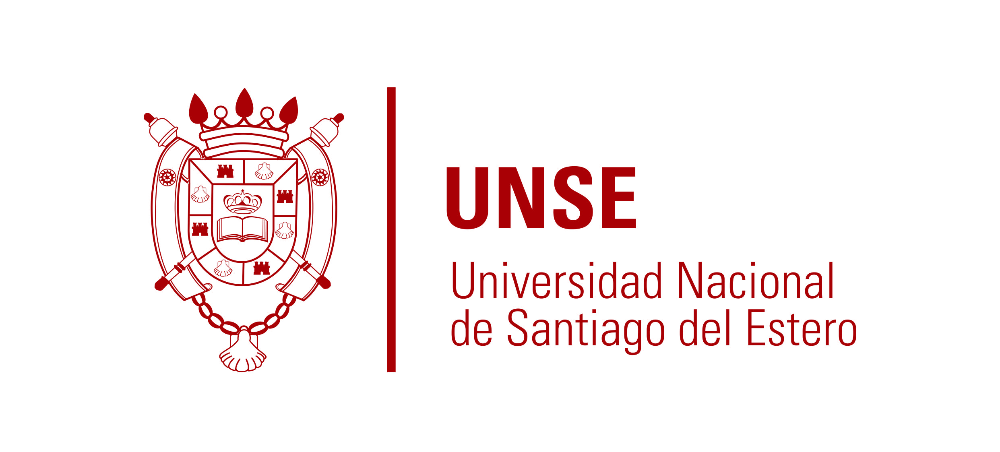 UNSE
Universidad Nacional
de Santiago del Estero